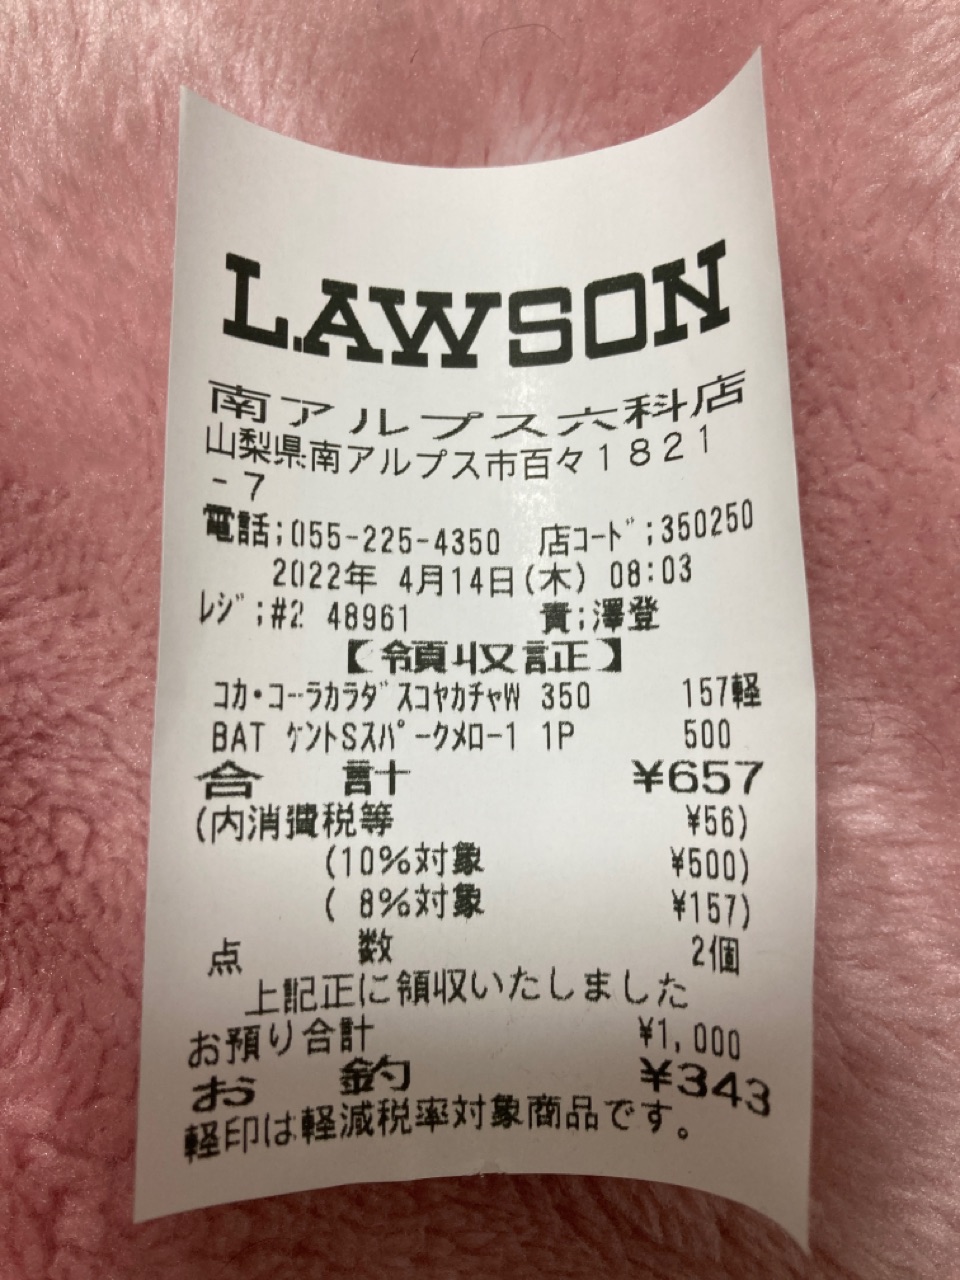 LAWSON
南アルプス六科店
山梨県南アルプス市百々1821
-7
電話;055-225-4350 店ｺｰﾄﾞ;350250
2022年 4月14日(木) 08:03
ﾚｼﾞ;#2 48961 責;澤登
【領収証】
ｺｶ･ｺｰﾗｶﾗﾀﾞｽｺﾔｶﾁｬW 350 157軽
BAT ｹﾝﾄSｽﾊﾟｰｸﾒﾛｰ1 1P 500
合 計 ¥657
(内消費税等 ¥56)
(10%対象 ¥500)
( 8%対象 ¥157)
点 数 2個
上記正に領収いたしました
お預り合計 ¥1,000
お 釣 ¥343
軽印は軽減税率対象商品です。